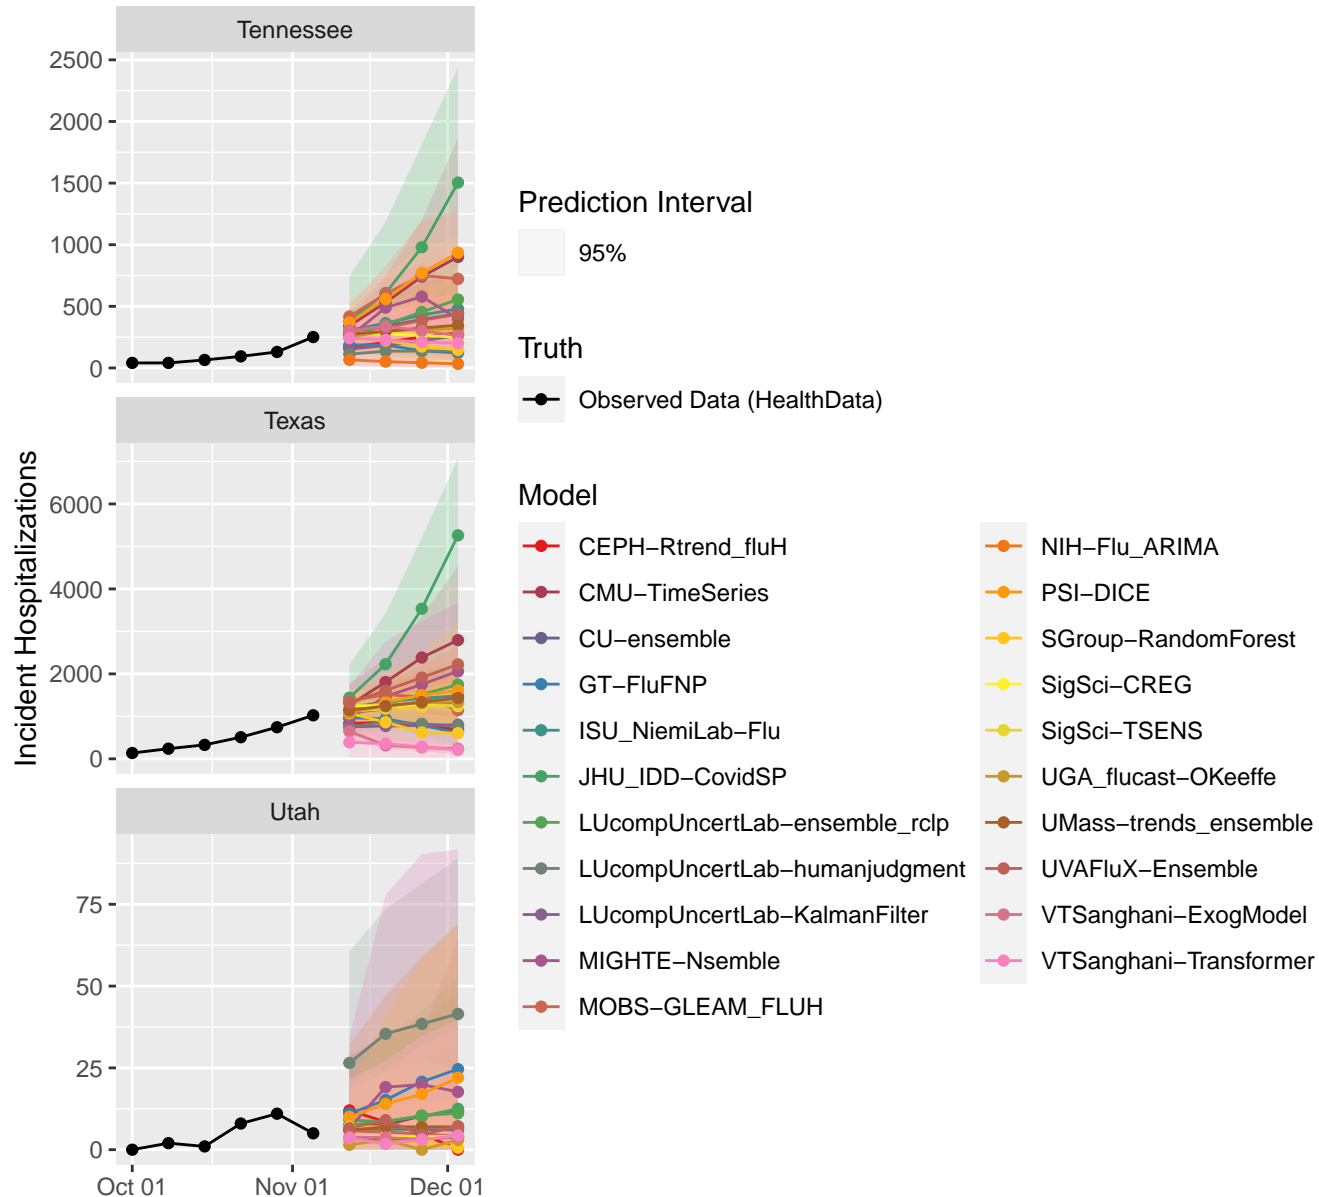 Tennessee
2500
2000
1500
1000
500
0
Texas
6000
4000
2000
0
Utah
75
50
25
0
Oct 01
Nov 01
Dec 01
Incident Hospitalizations
Prediction Interval
95%
Truth
Observed Data (HealthData)
Model
CEPH−Rtrend_fluH
CMU−TimeSeries
CU−ensemble
GT−FluFNP
ISU_NiemiLab−Flu
JHU_IDD−CovidSP
LUcompUncertLab−ensemble_rclp
LUcompUncertLab−humanjudgment
LUcompUncertLab−KalmanFilter
MIGHTE−Nsemble
MOBS−GLEAM_FLUH
NIH−Flu_ARIMA
PSI−DICE
SGroup−RandomForest
SigSci−CREG
SigSci−TSENS
UGA_flucast−OKeeffe
UMass−trends_ensemble
UVAFluX−Ensemble
VTSanghani−ExogModel
VTSanghani−Transformer